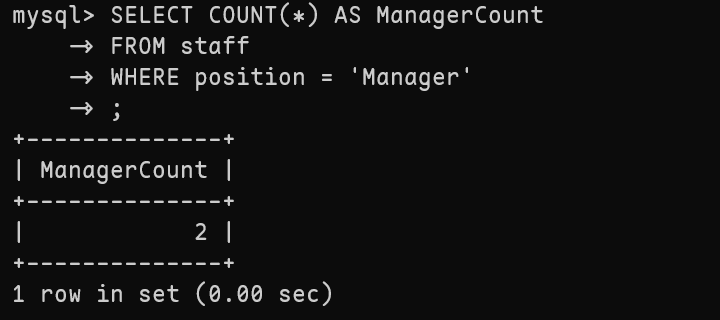 mysql> SELECT COUNT(*) AS ManagerCount
    -> FROM staff
    -> WHERE position = 'Manager'
    -> ;
+--------------+
| ManagerCount |
+--------------+
|            2 |
+--------------+
1 row in set (0.00 sec)